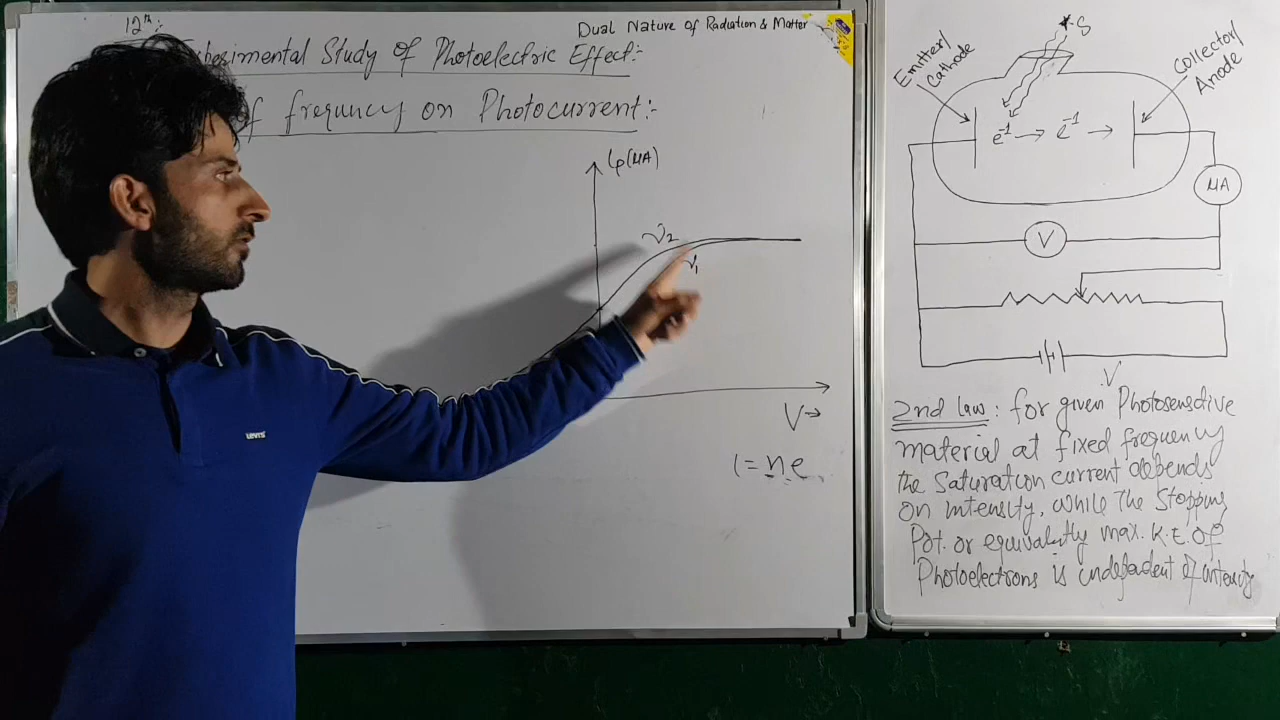 12th:
Dual Nature of Radiation & Matter
Experimental Study of Photoelectric Effect:-
of frequncy on Photocurrent:-
Ip(μA)
ν2
ν1
V→
I = ne
S
Emitter/
Cathode
Collector/
Anode
e⁻¹ → e⁻¹ →
μA
V
V
2nd law: for given Photosensitive
material at fixed frequency
the Saturation current depends
on intensity, while the Stopping
Pot. or equivalently max. K.E. of
Photoelectrons is independent of intensity
LEVI'S